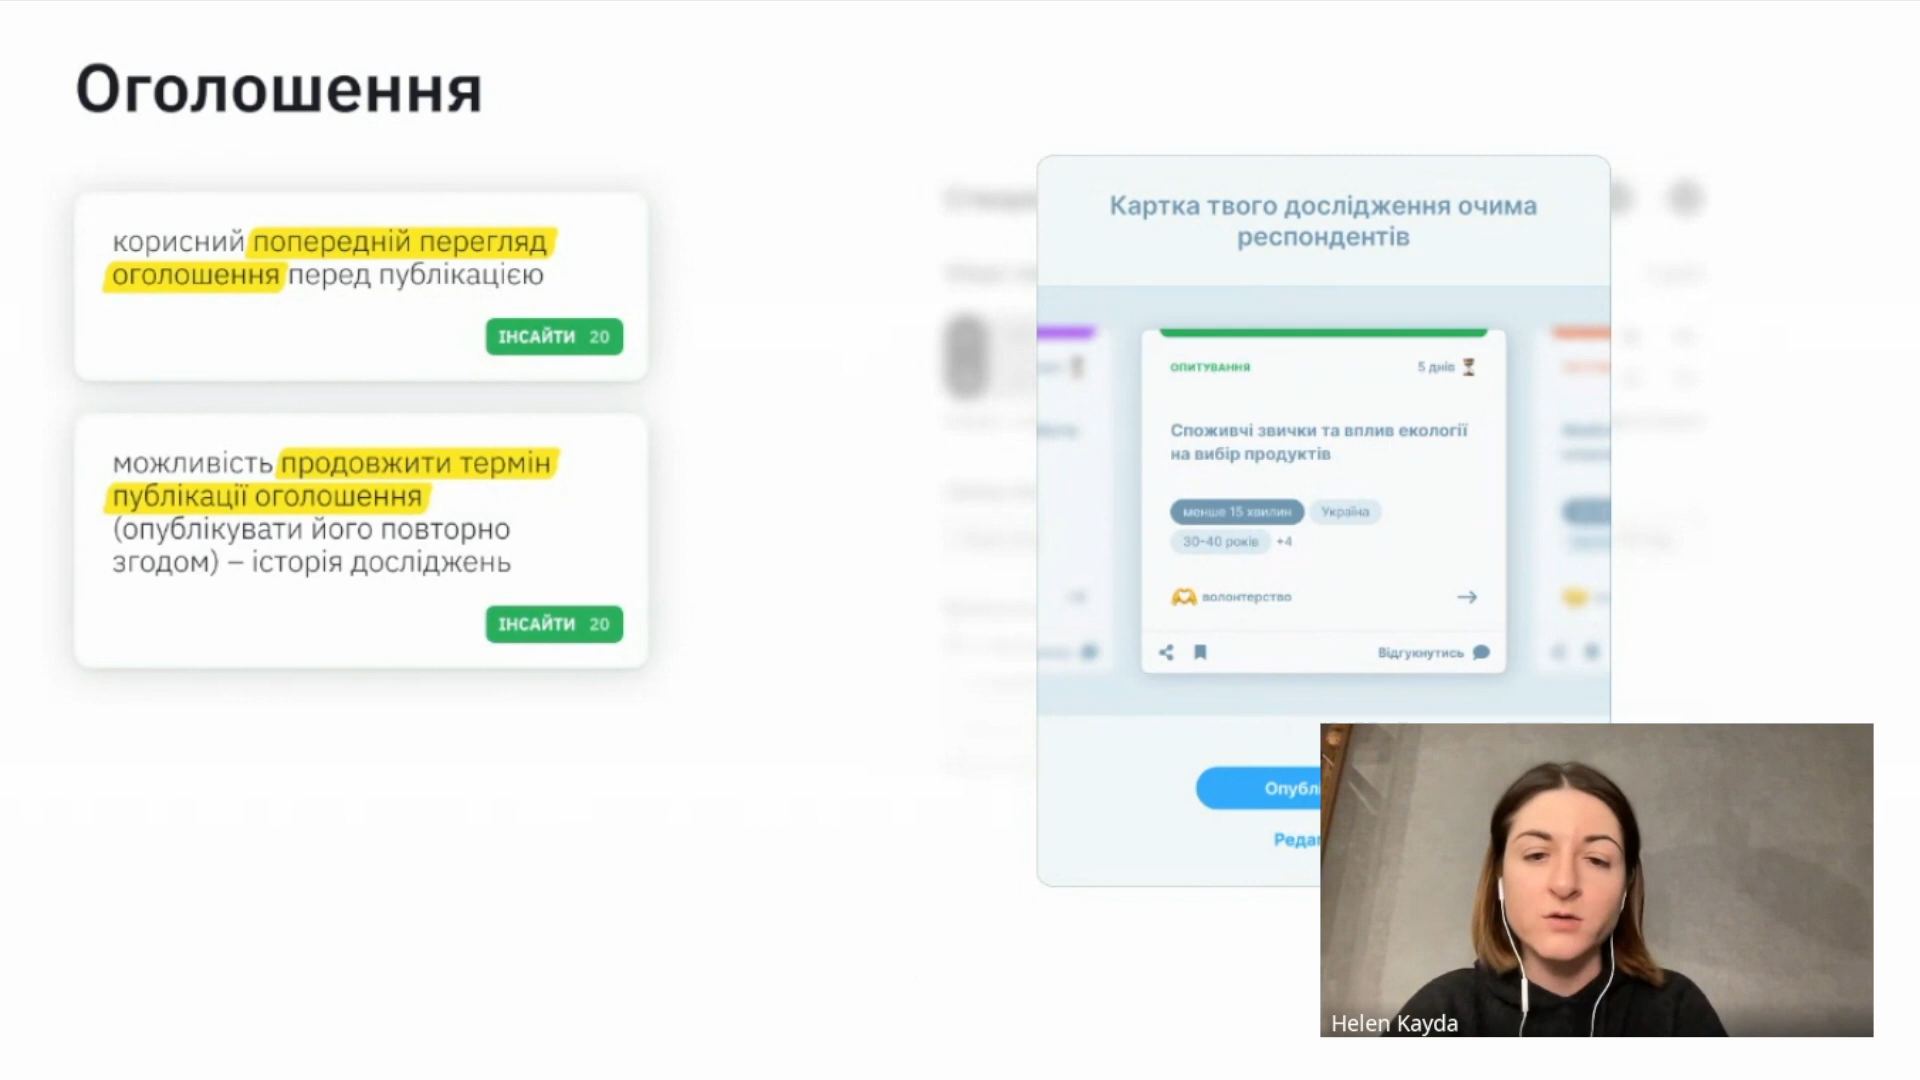 Оголошення
корисний попередній перегляд
оголошення перед публікацією
ІНСАЙТИ 20
можливість продовжити термін
публікації оголошення
(опублікувати його повторно
згодом) – історія досліджень
ІНСАЙТИ 20
Картка твого дослідження очима
респондентів
ОПИТУВАННЯ
5 днів
Споживчі звички та вплив екології
на вибір продуктів
менше 15 хвилин
Україна
30-40 років +4
волонтерство
Відгукнутись
Helen Kayda